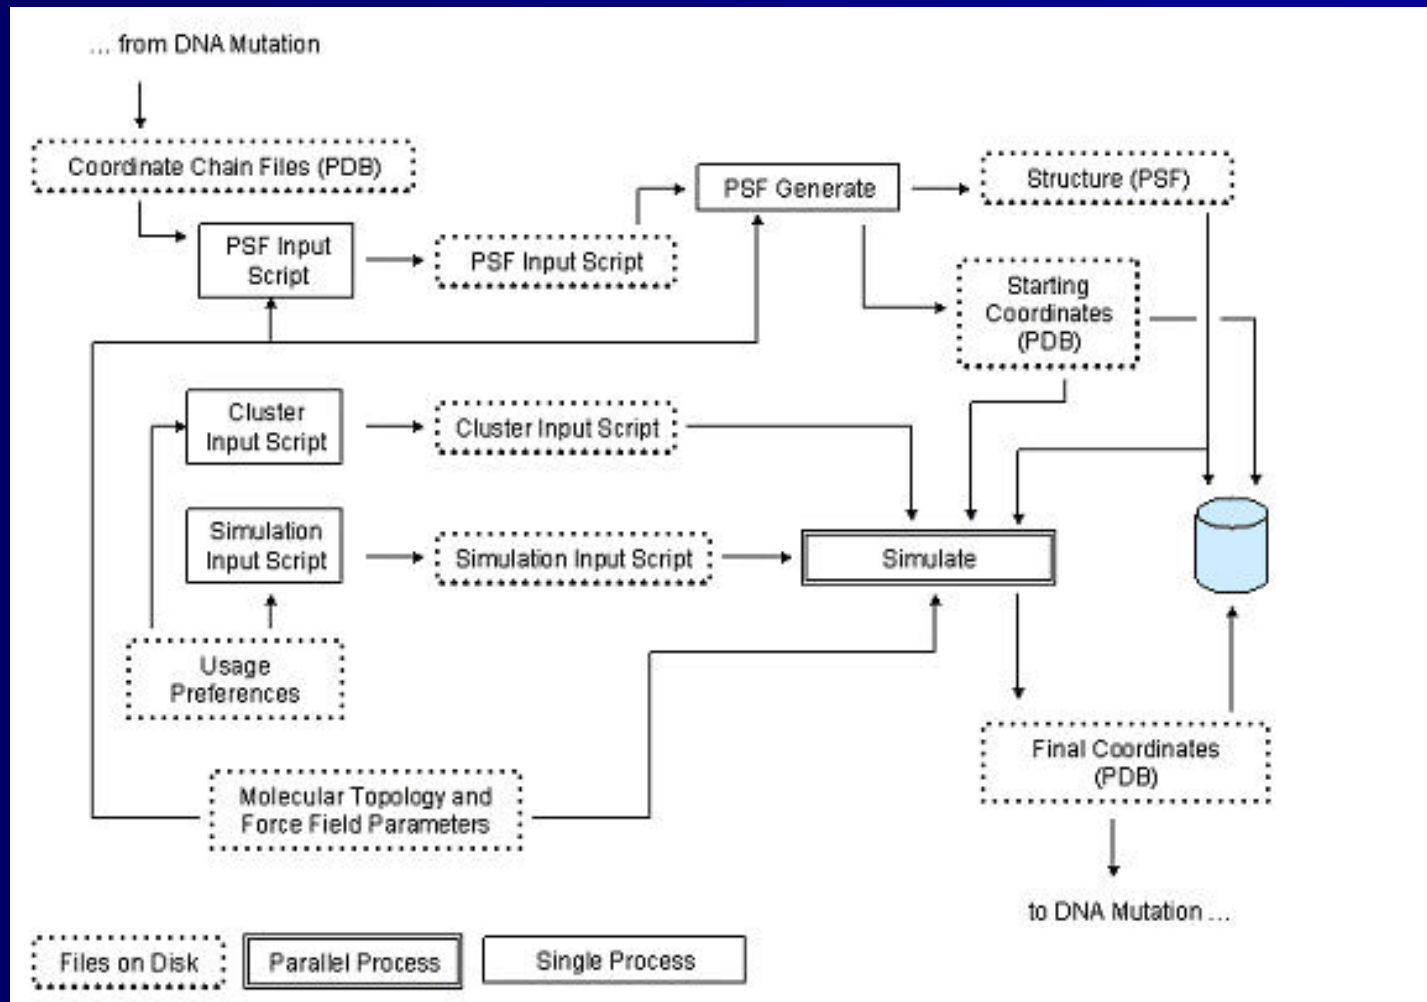 ... from DNA Mutation
Coordinate Chain Files (PDB)
PSF Generate
Structure (PSF)
PSF Input
Script
PSF Input Script
Starting
Coordinates
(PDB)
Cluster
Input Script
Cluster Input Script
Simulation
Input Script
Simulation Input Script
Simulate
Usage
Preferences
Final Coordinates
(PDB)
Molecular Topology and
Force Field Parameters
to DNA Mutation ...
Files on Disk
Parallel Process
Single Process